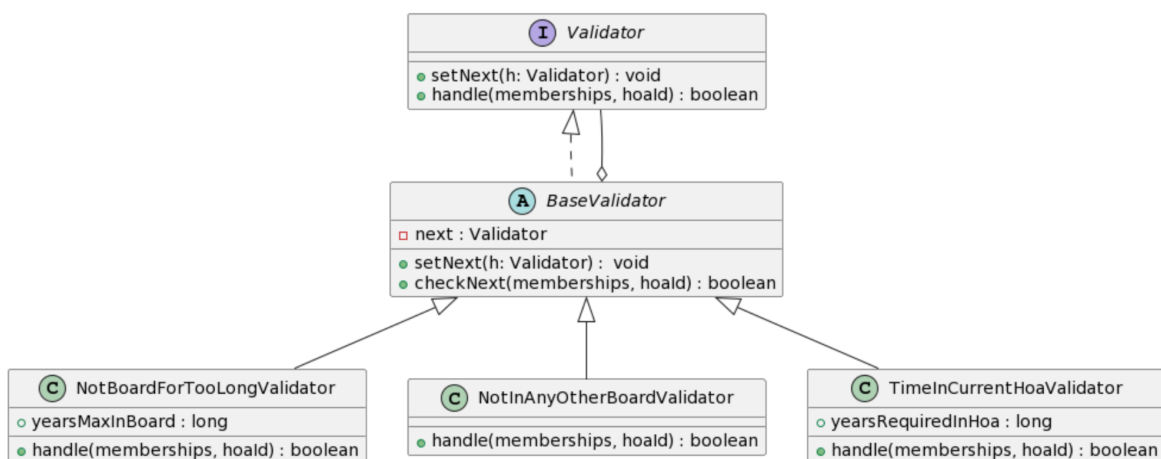 I Validator
setNext(h: Validator) : void
handle(memberships, hoaId) : boolean
A BaseValidator
next : Validator
setNext(h: Validator) : void
checkNext(memberships, hoaId) : boolean
C NotBoardForTooLongValidator
yearsMaxInBoard : long
handle(memberships, hoaId) : boolean
C NotInAnyOtherBoardValidator
handle(memberships, hoaId) : boolean
C TimeInCurrentHoaValidator
yearsRequiredInHoa : long
handle(memberships, hoaId) : boolean